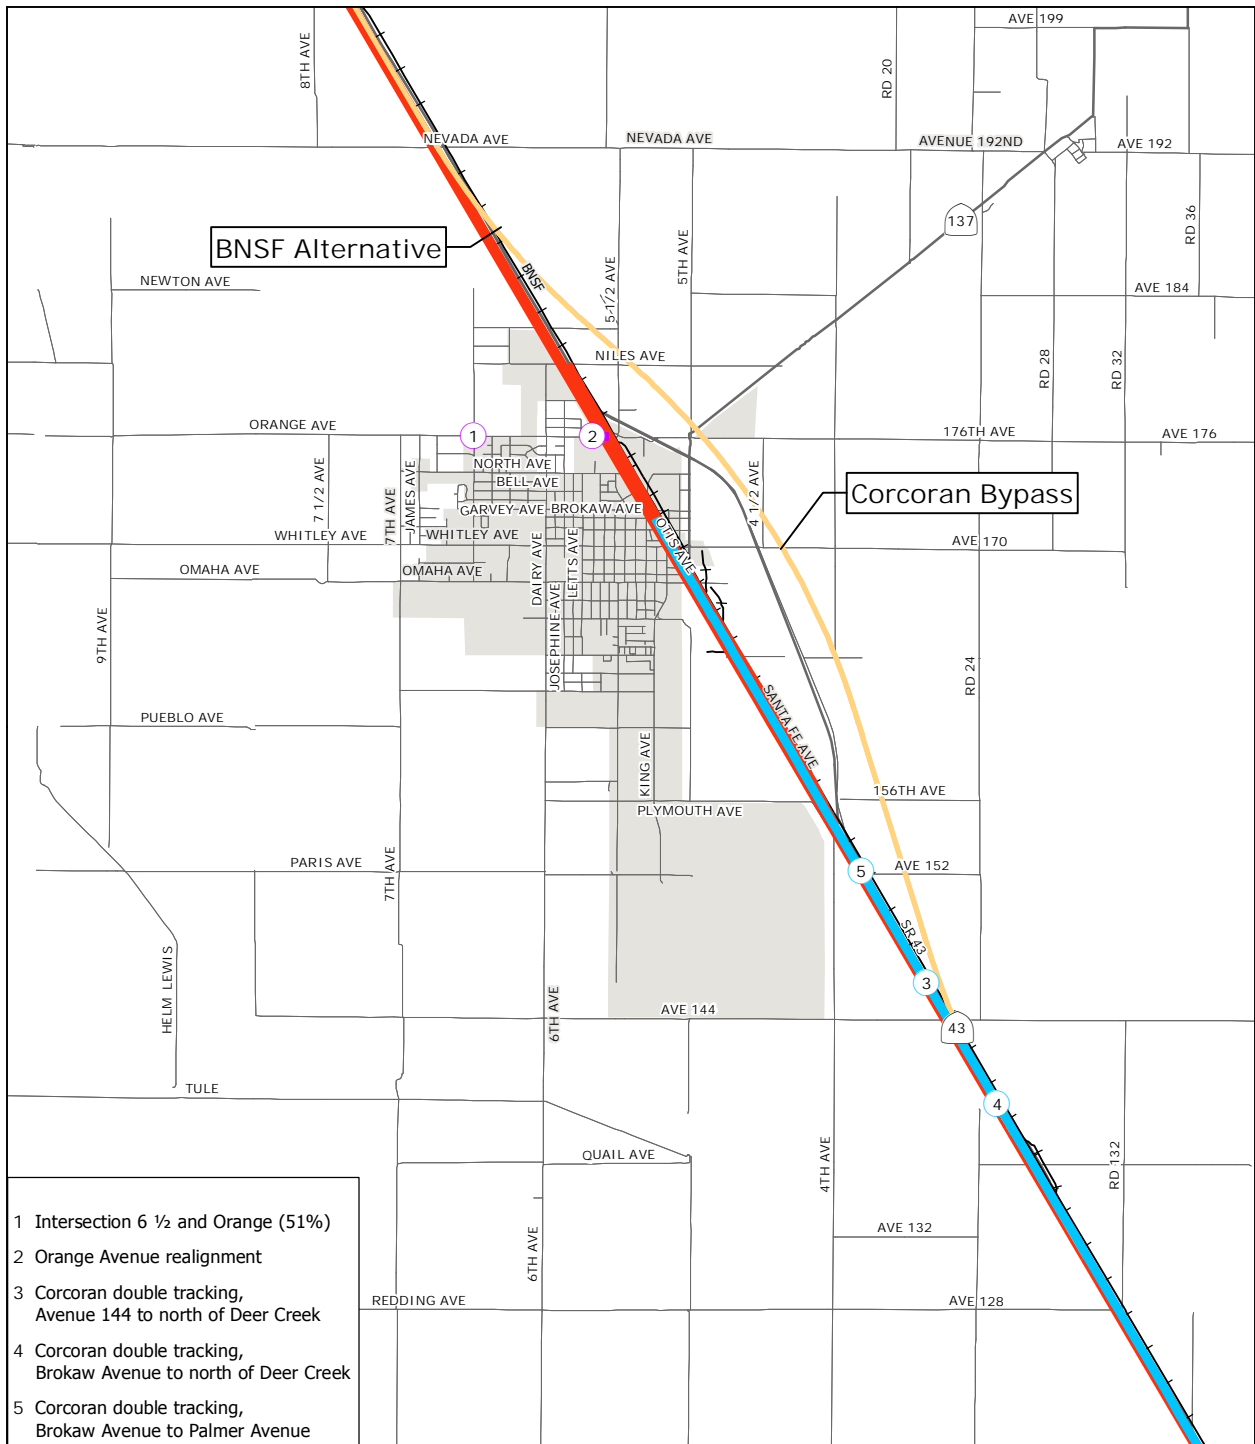 AVE 199
8TH AVE
RD 20
NEVADA AVE
NEVADA AVE
AVENUE 192ND
AVE 192
137
RD 36
BNSF Alternative
BNSF
5 1/2 AVE
5TH AVE
NEWTON AVE
AVE 184
NILES AVE
RD 28
RD 32
ORANGE AVE
1
2
176TH AVE
AVE 176
NORTH AVE
BELL AVE
7 1/2 AVE
7TH AVE
JAMES AVE
4 1/2 AVE
Corcoran Bypass
GARVEY AVE
BROKAW AVE
OTIS AVE
WHITLEY AVE
WHITLEY AVE
AVE 170
OMAHA AVE
OMAHA AVE
DAIRY AVE
LETTS AVE
JOSEPHINE AVE
9TH AVE
RD 24
SANTA FE AVE
PUEBLO AVE
KING AVE
156TH AVE
PLYMOUTH AVE
PARIS AVE
7TH AVE
5
AVE 152
SR 43
HELM LEWIS
3
6TH AVE
AVE 144
43
TULE
4
QUAIL AVE
4TH AVE
RD 132
AVE 132
6TH AVE
REDDING AVE
AVE 128
1 Intersection 6 ½ and Orange (51%)
2 Orange Avenue realignment
3 Corcoran double tracking,
Avenue 144 to north of Deer Creek
4 Corcoran double tracking,
Brokaw Avenue to north of Deer Creek
5 Corcoran double tracking,
Brokaw Avenue to Palmer Avenue